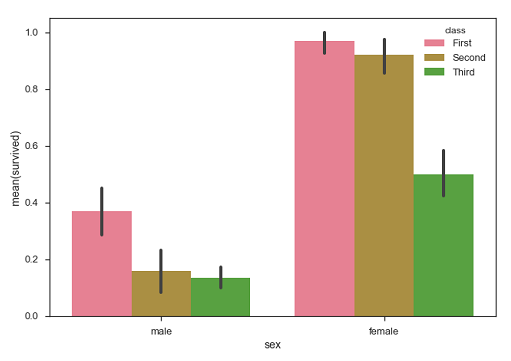 class
First
Second
Third
mean(survived)
1.0
0.8
0.6
0.4
0.2
0.0
male
female
sex